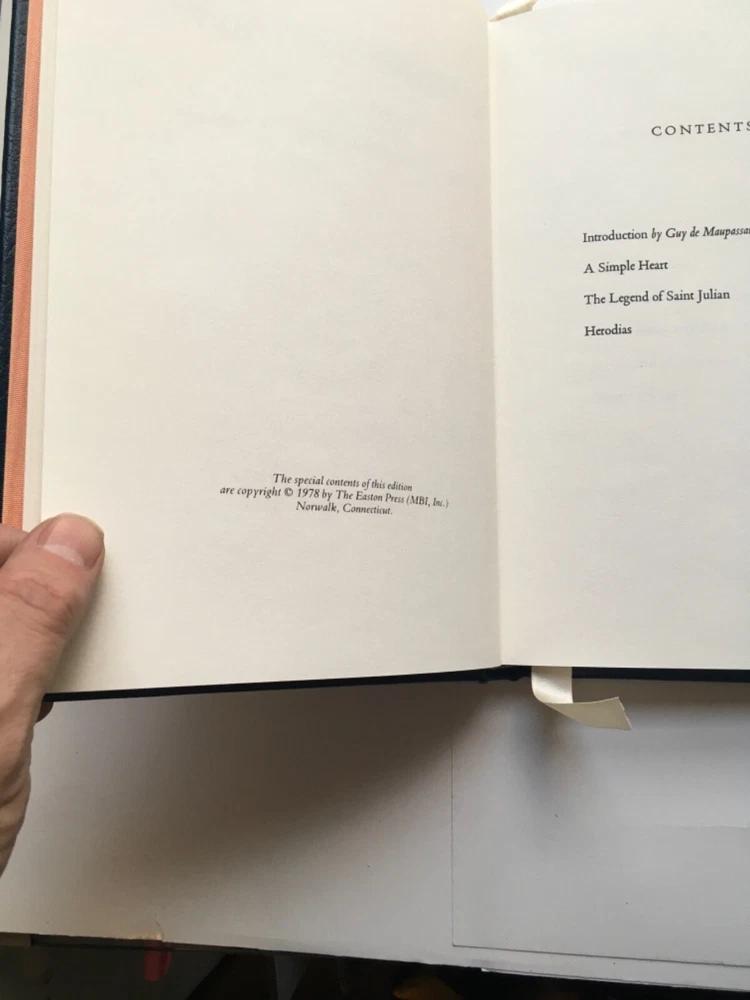 The special contents of this edition
are copyright © 1978 by The Easton Press (MBI, Inc.)
Norwalk, Connecticut.
CONTENTS
Introduction by Guy de
A Simple Heart
The Legend of Saint Julian
Herodias